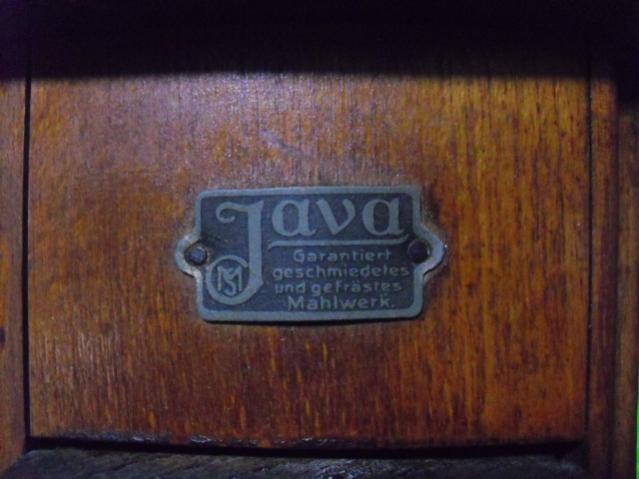 Java
Garantiert
geschmiedetes
und gefrästes
Mahlwerk.